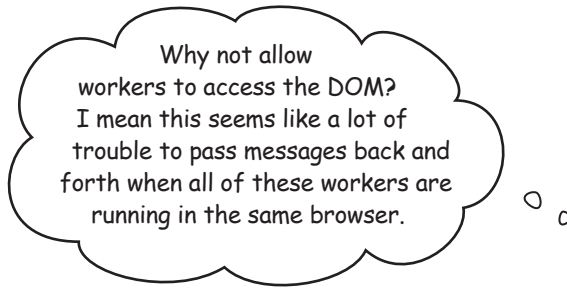 Why not allow
workers to access the DOM?
I mean this seems like a lot of
trouble to pass messages back and
forth when all of these workers are
running in the same browser.